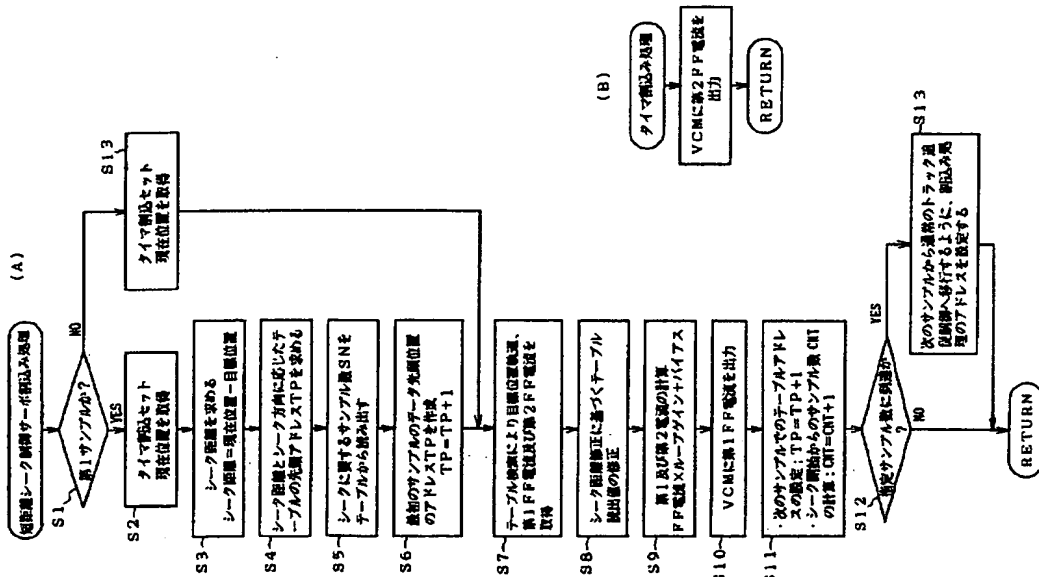 (A)
短距離シーク制御サーボ割込み処理
S1
第1サンプルか?
NO
YES
S13
タイマ割込セット
現在位置を取得
S2
タイマ割込セット
現在位置を取得
S3
シーク距離を求める
シーク距離=現在位置-目標位置
S4
シーク距離とシーク方向に応じたテ
ーブルの先頭アドレスTPを求める
S5
シークに要するサンプル数SNを
テーブルから読み出す
S6
最初のサンプルのデータ先頭位置
のアドレスTPを作成
TP=TP+1
S7
テーブル検索により目標位置軌道、
第1FF電流及び第2FF電流を
取得
S8
シーク距離修正に基づくテーブル
読出値の修正
S9
第1及び第2電流の計算
FF電流×ループゲイン+バイアス
S10
VCMに第1FF電流を出力
S11
・次のサンプルでのテーブルアドレ
スの設定:TP=TP+1
・シーク開始からのサンプル数CNT
の計算:CNT=CNT+1
S12
指定サンプル数に到達か
?
YES
NO
S13
次のサンプルから通常のトラック追
従制御へ移行するように、割込み処
理のアドレスを設定する
RETURN
(B)
タイマ割込み処理
VCMに第2FF電流を
出力
RETURN